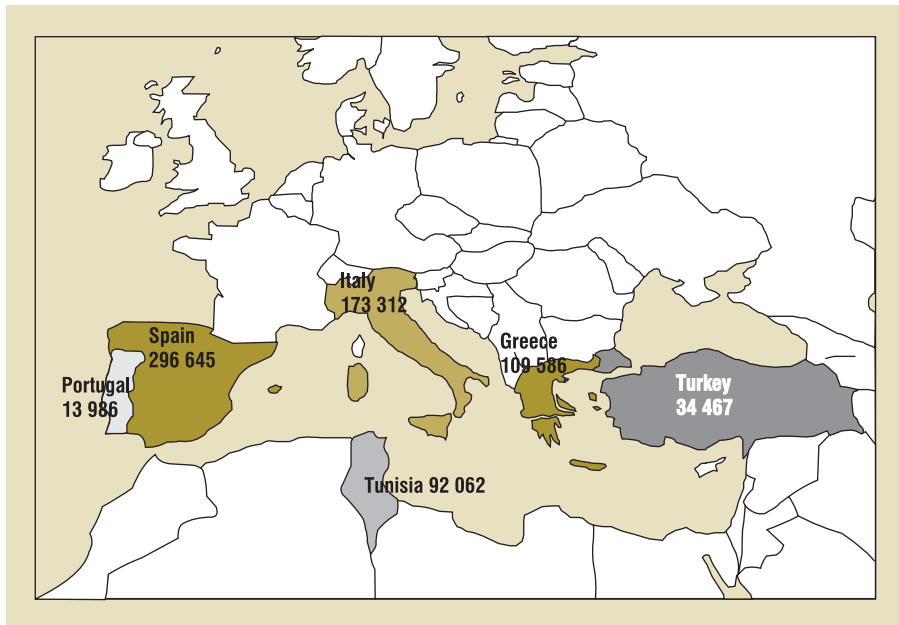 Italy
173 312
Spain
296 645
Greece
109 586
Portugal
13 986
Turkey
34 467
Tunisia 92 062